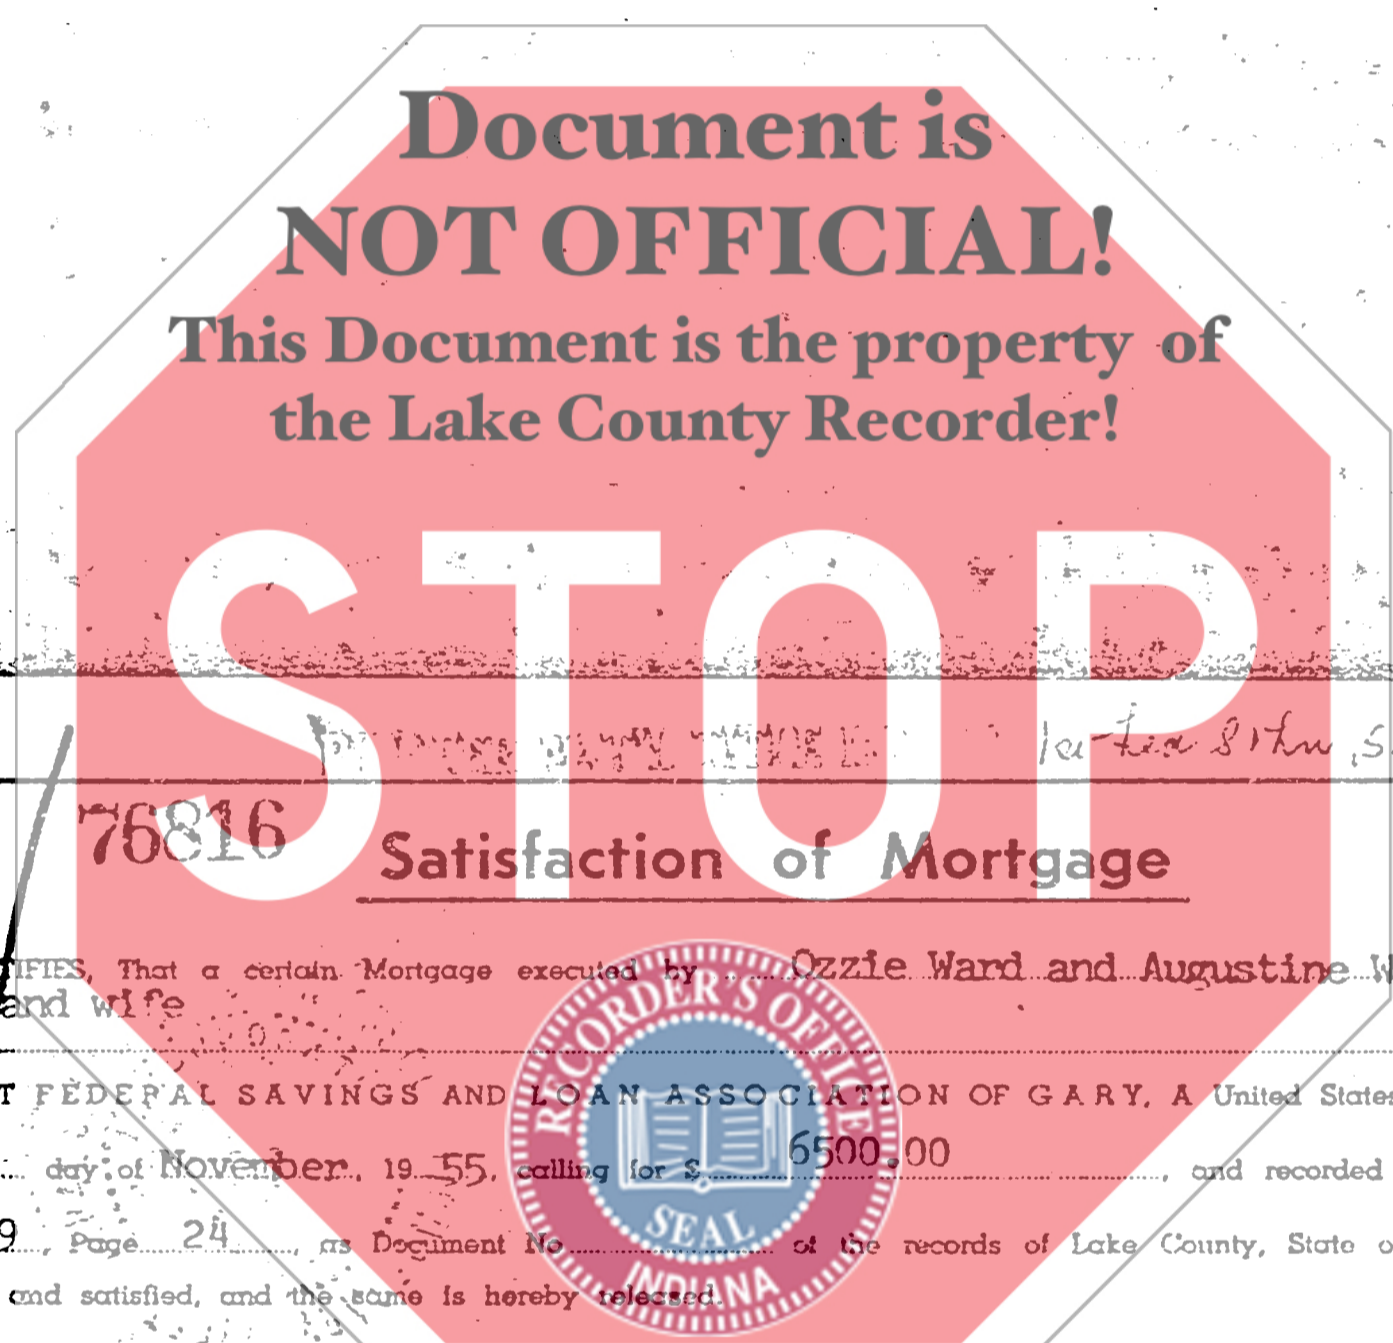 Document is
NOT OFFICIAL!
This Document is the property of
the Lake County Recorder!
STOP
76816
Satisfaction of Mortgage
TIFIES, That a certain Mortgage executed by Ozzie Ward and Augustine W
and wife
T FEDERAL SAVINGS AND LOAN ASSOCIATION OF GARY, A United States
day of November, 19 55, calling for $ 6500.00, and recorded
9, Page 24, as Document No. of the records of Lake County, State o
and satisfied, and the same is hereby released.
RECORDER'S OFFICE
SEAL
INDIANA